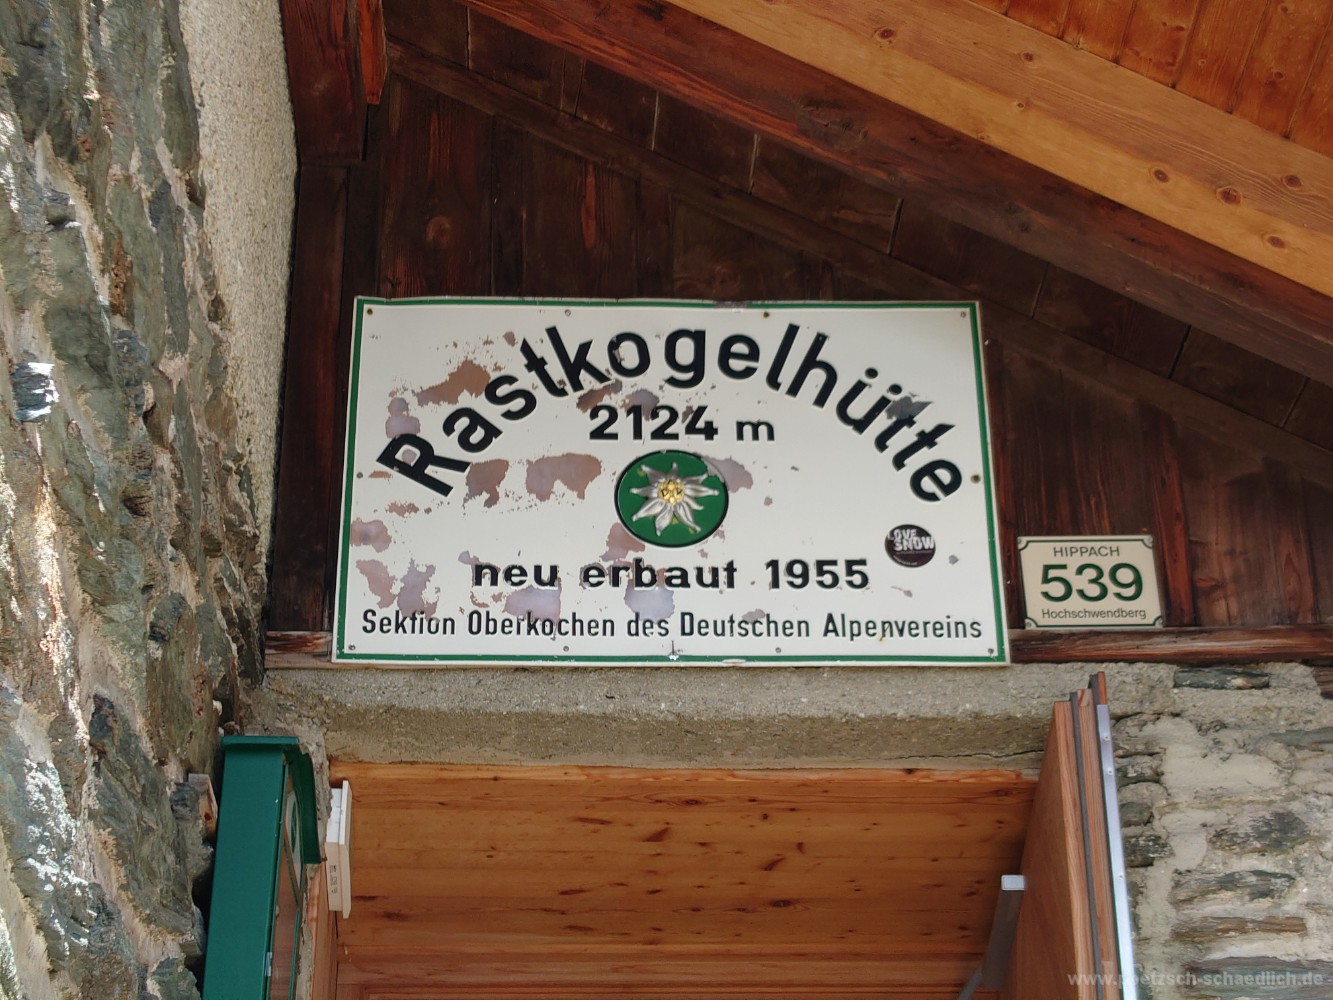 Rastkogelhütte
2124 m
neu erbaut 1955
Sektion Oberkochen des Deutschen Alpenvereins
LOVE
SNOW
HIPPACH
539
Hochschwendberg
www.poetzsch-schaedlich.de